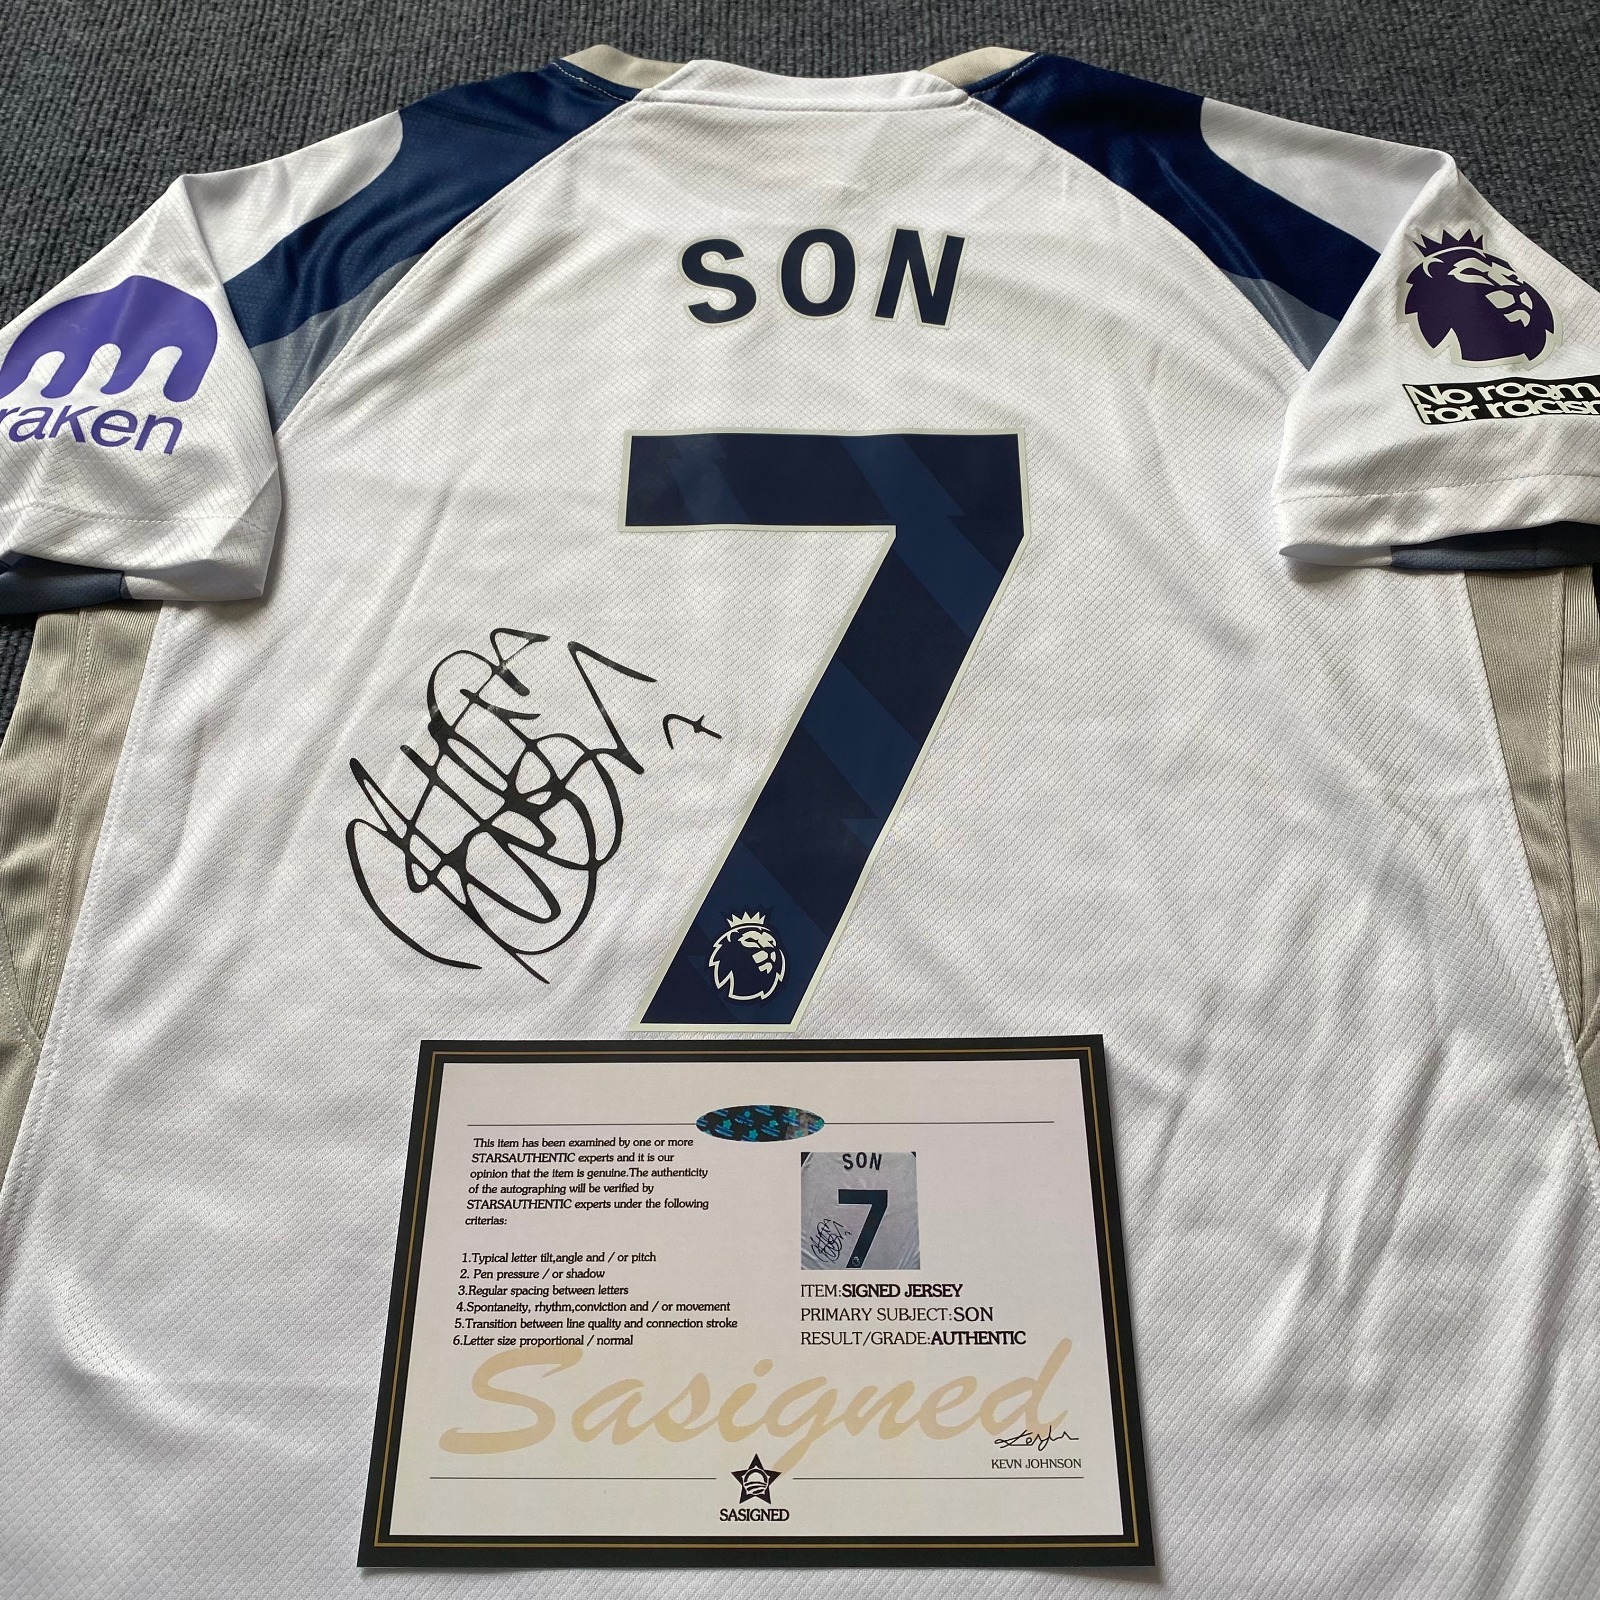 SON
raken
No room
for racism
7
7
This item has been examined by one or more
STARSAUTHENTIC experts and it is our
opinion that the item is genuine.The authenticity
of the autographing will be verified by
STARSAUTHENTIC experts under the following
criterias:
1.Typical letter tilt,angle and / or pitch
2. Pen pressure / or shadow
3.Regular spacing between letters
4.Spontaneity, rhythm,conviction and / or movement
5.Transition between line quality and connection stroke
6.Letter size proportional / normal
SON
7
ITEM:SIGNED JERSEY
PRIMARY SUBJECT:SON
RESULT/GRADE:AUTHENTIC
Sasigned
KEVN JOHNSON
SASIGNED